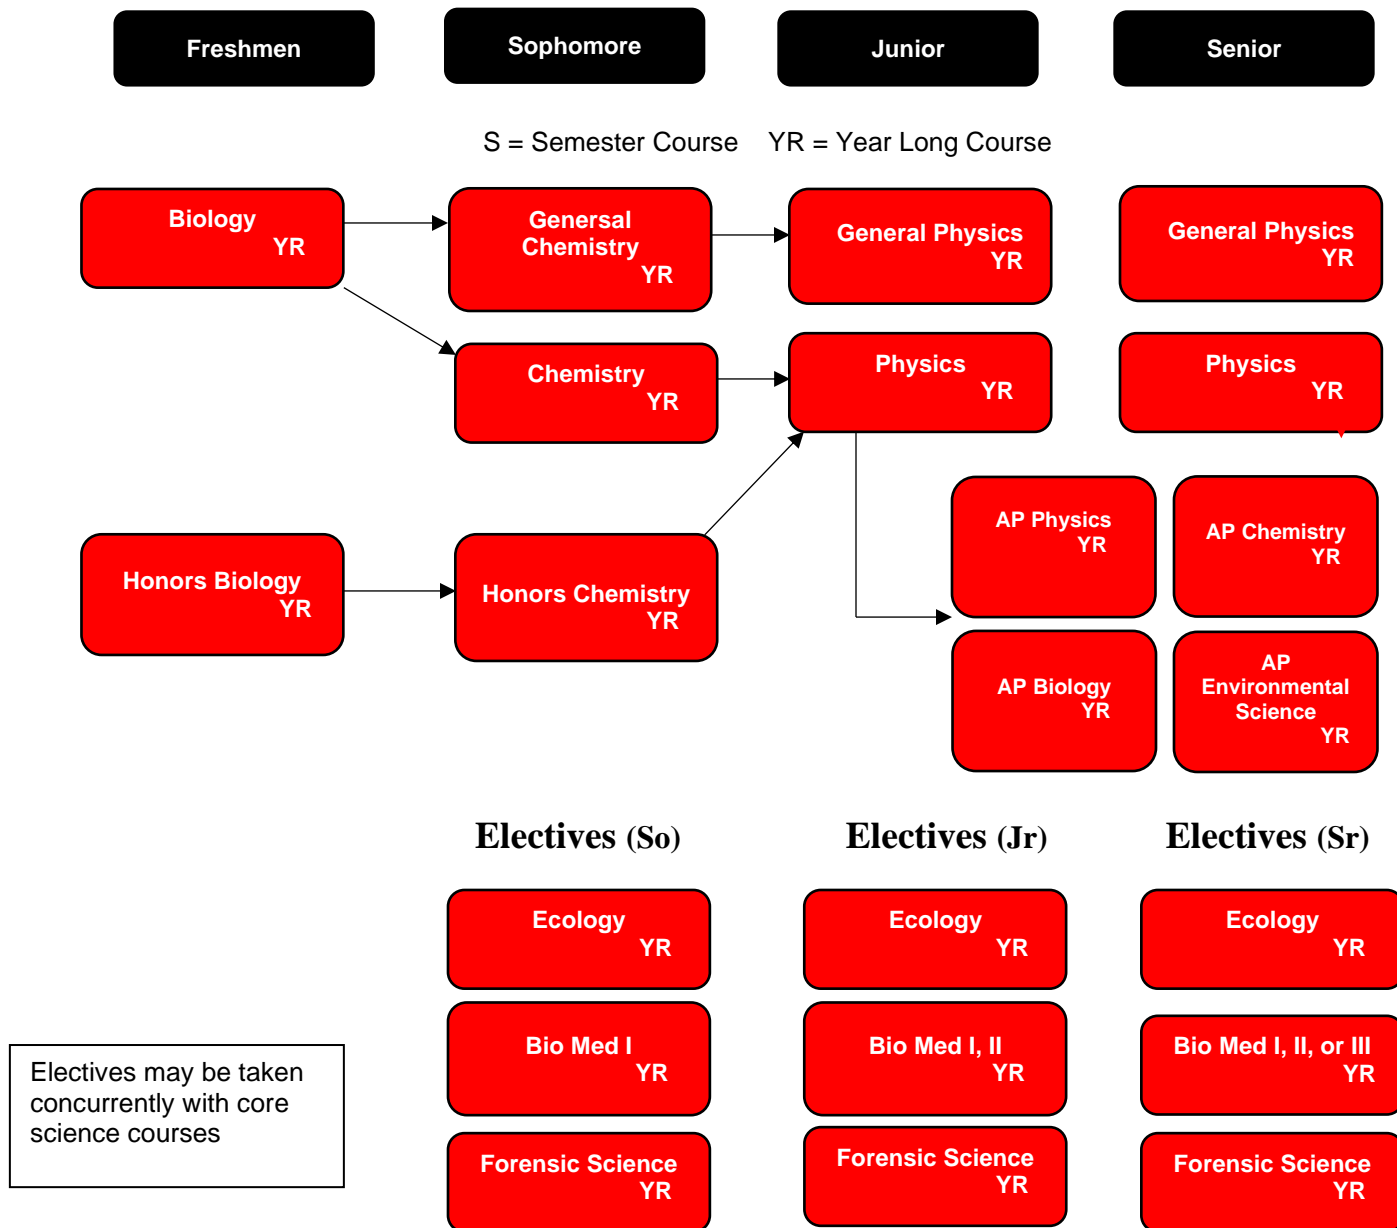 Freshmen
Sophomore
Junior
Senior
S = Semester Course YR = Year Long Course
Biology
YR
Genersal
Chemistry
YR
General Physics
YR
General Physics
YR
Chemistry
YR
Physics
YR
Physics
YR
Honors Biology
YR
Honors Chemistry
YR
AP Physics
YR
AP Chemistry
YR
AP Biology
YR
AP
Environmental
Science
YR
Electives (So)
Electives (Jr)
Electives (Sr)
Ecology
YR
Ecology
YR
Ecology
YR
Bio Med I
YR
Bio Med I, II
YR
Bio Med I, II, or III
YR
Electives may be taken
concurrently with core
science courses
Forensic Science
YR
Forensic Science
YR
Forensic Science
YR